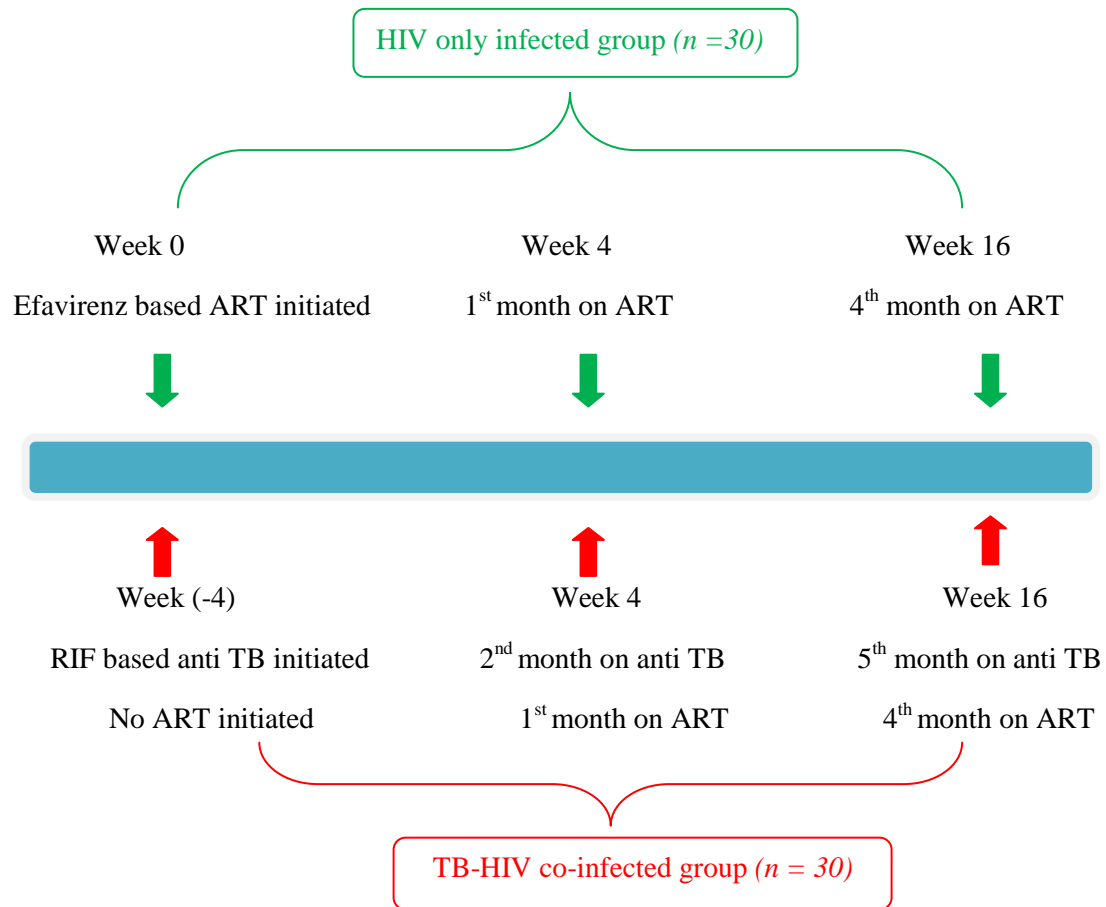 HIV only infected group (n =30)
Week 0
Week 4
Week 16
Efavirenz based ART initiated
1st month on ART
4th month on ART
Week (-4)
Week 4
Week 16
RIF based anti TB initiated
2nd month on anti TB
5th month on anti TB
No ART initiated
1st month on ART
4th month on ART
TB-HIV co-infected group (n = 30)